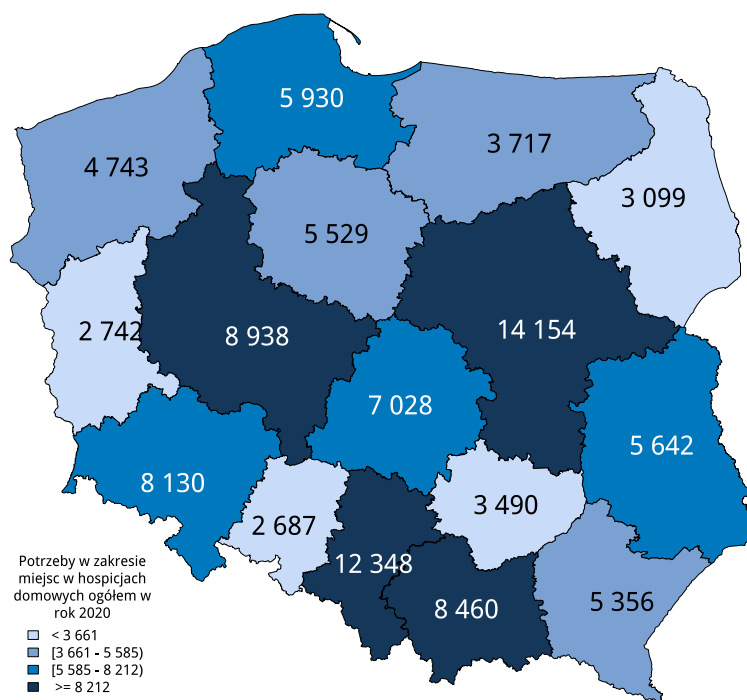 5 930
3 717
4 743
3 099
5 529
2 742
8 938
14 154
7 028
5 642
8 130
3 490
2 687
12 348
8 460
5 356
Potrzeby w zakresie
miejsc w hospicjach
domowych ogółem w
rok 2020
< 3 661
[3 661 - 5 585)
[5 585 - 8 212)
>= 8 212